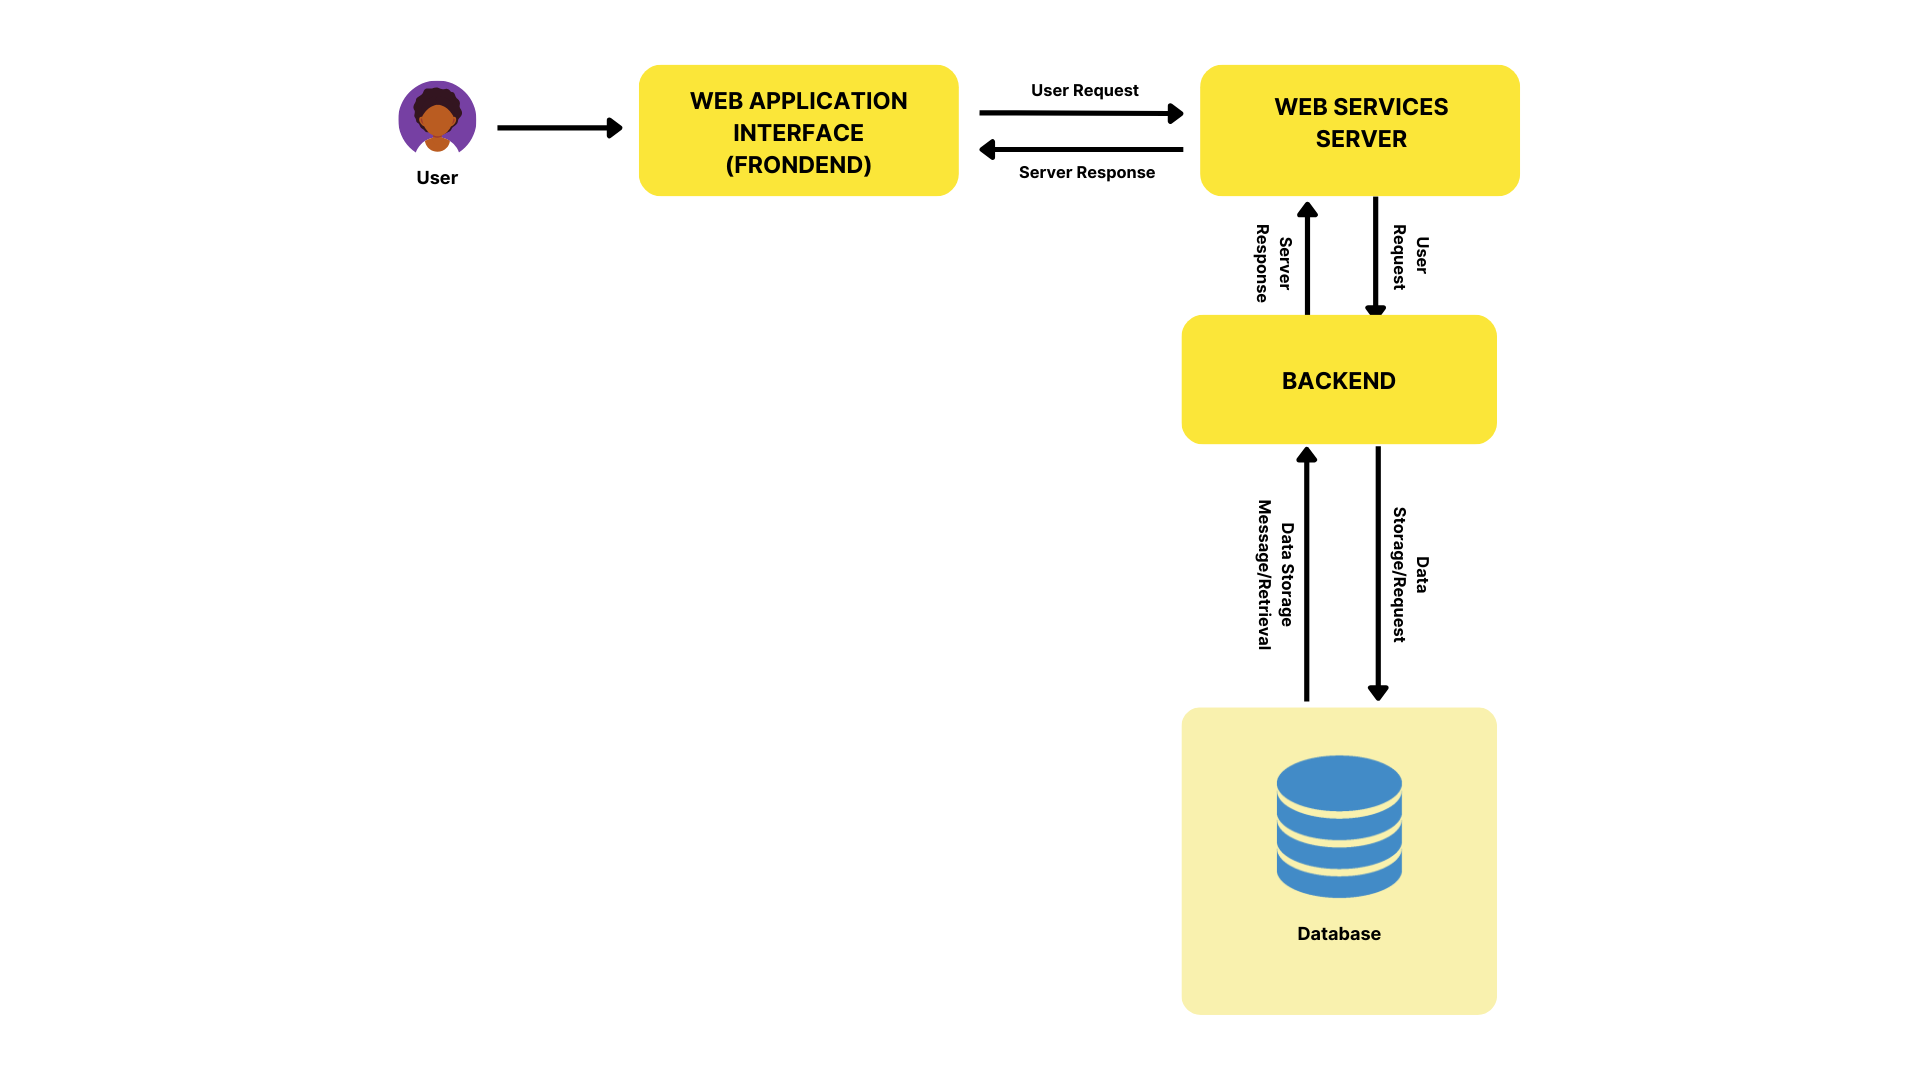 User
WEB APPLICATION
INTERFACE
(FRONDEND)
User Request
Server Response
WEB SERVICES
SERVER
Server
Response
User
Request
BACKEND
Data Storage
Message/Retrieval
Data
Storage/Request
Database